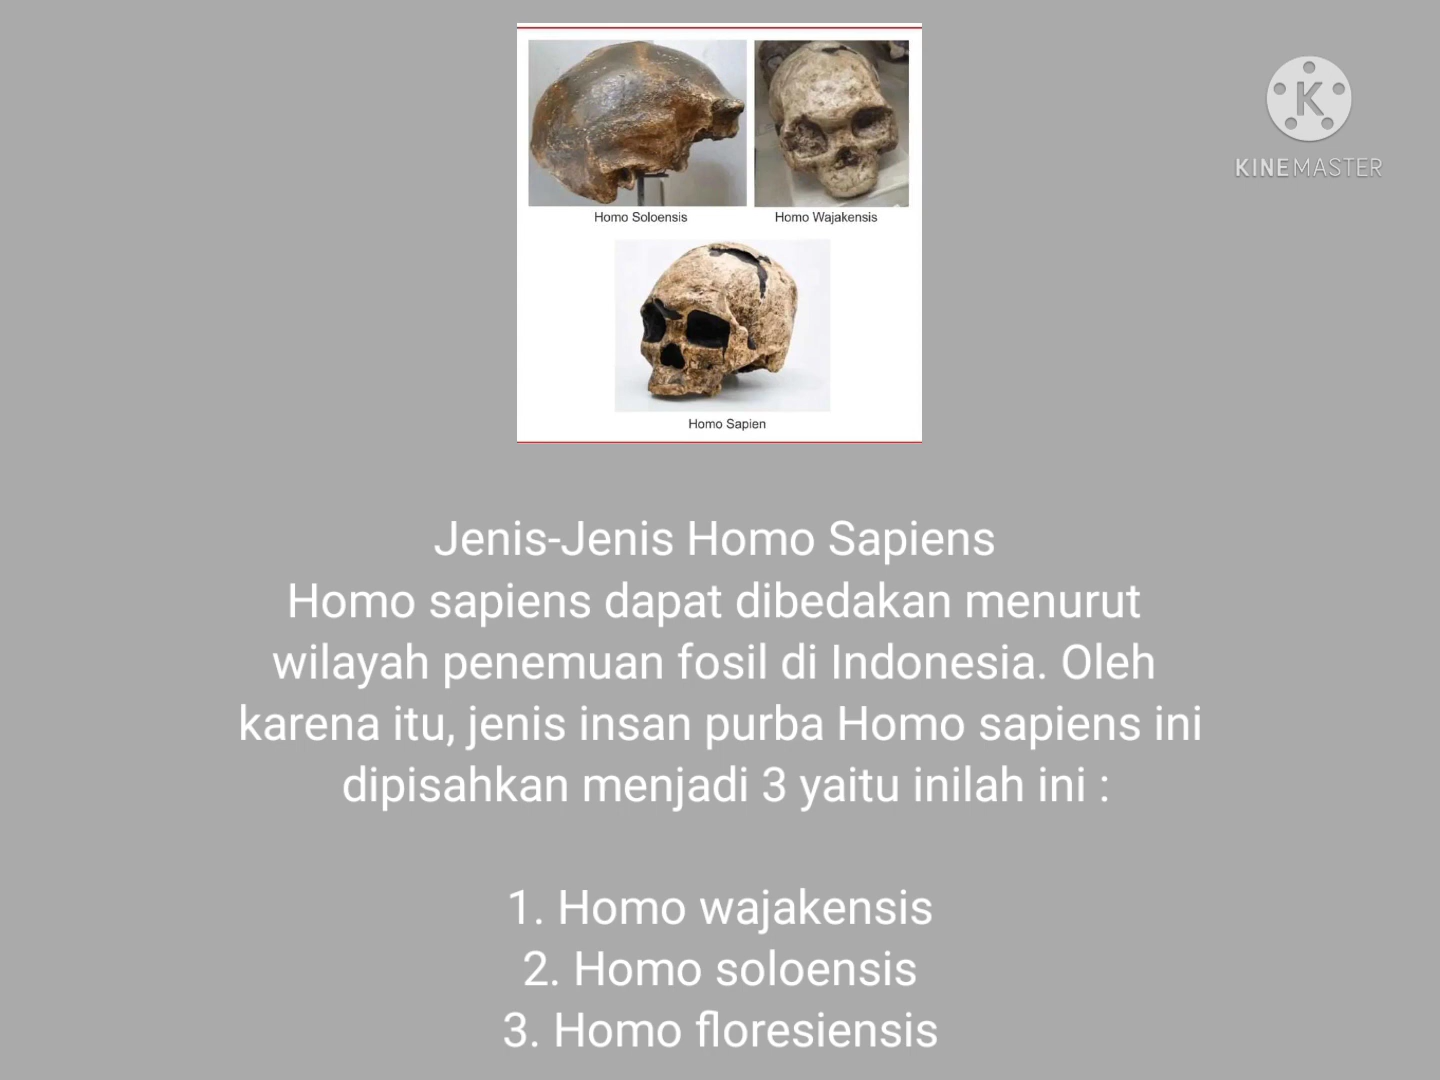 Homo Soloensis
Homo Wajakensis
Homo Sapien
K
KINEMASTER
Jenis-Jenis Homo Sapiens
Homo sapiens dapat dibedakan menurut
wilayah penemuan fosil di Indonesia. Oleh
karena itu, jenis insan purba Homo sapiens ini
dipisahkan menjadi 3 yaitu inilah ini :
1. Homo wajakensis
2. Homo soloensis
3. Homo floresiensis